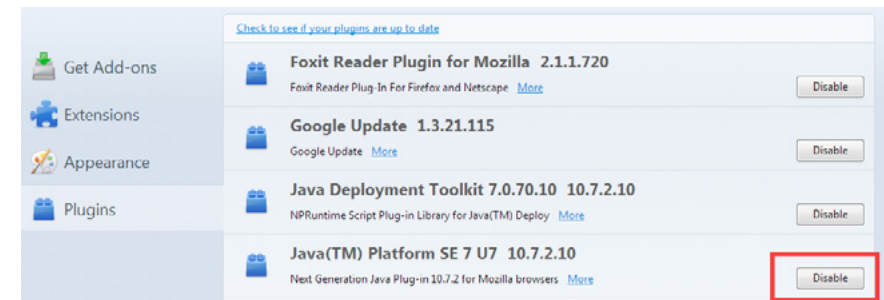 Check to see if your plugins are up to date
Get Add-ons
Extensions
Appearance
Plugins
Foxit Reader Plugin for Mozilla 2.1.1.720
Foxit Reader Plug-In For Firefox and Netscape More
Disable
Google Update 1.3.21.115
Google Update More
Disable
Java Deployment Toolkit 7.0.70.10 10.7.2.10
NPRuntime Script Plug-in Library for Java(TM) Deploy More
Disable
Java(TM) Platform SE 7 U7 10.7.2.10
Next Generation Java Plug-in 10.7.2 for Mozilla browsers More
Disable